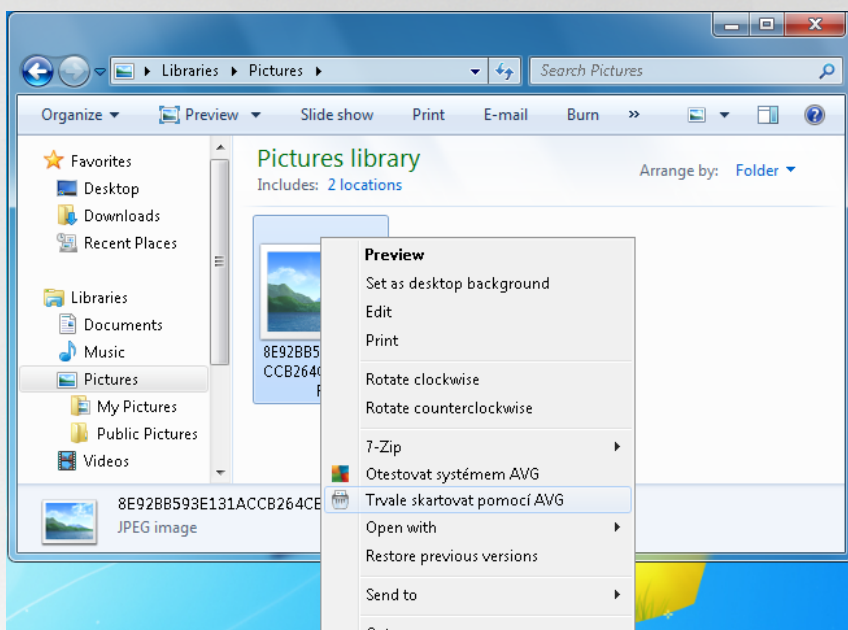 Libraries
Pictures
Search Pictures
Organize
Preview
Slide show
Print
E-mail
Burn
»
Favorites
Desktop
Downloads
Recent Places
Libraries
Documents
Music
Pictures
My Pictures
Public Pictures
Videos
Pictures library
Includes: 2 locations
Arrange by: Folder
8E92BB5
CCB264
Preview
Set as desktop background
Edit
Print
Rotate clockwise
Rotate counterclockwise
7-Zip
Otestovat systémem AVG
Trvale skartovat pomocí AVG
Open with
Restore previous versions
Send to
8E92BB593E131ACCB264CE
JPEG image